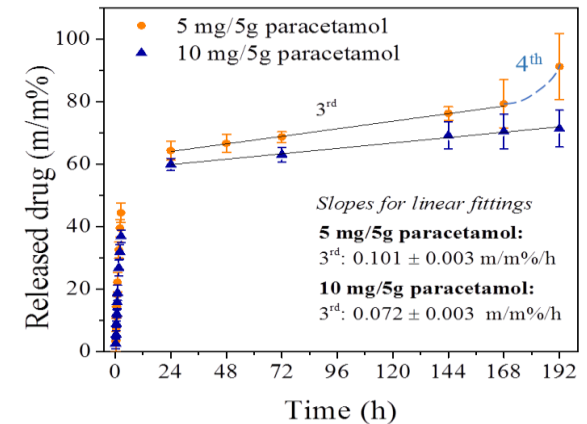 5 mg/5g paracetamol
10 mg/5g paracetamol
4th
3rd
Slopes for linear fittings
5 mg/5g paracetamol:
3rd: 0.101 ± 0.003 m/m%/h
10 mg/5g paracetamol:
3rd: 0.072 ± 0.003 m/m%/h
Released drug (m/m%)
100
80
60
40
20
0
0 24 48 72 96 120 144 168 192
Time (h)